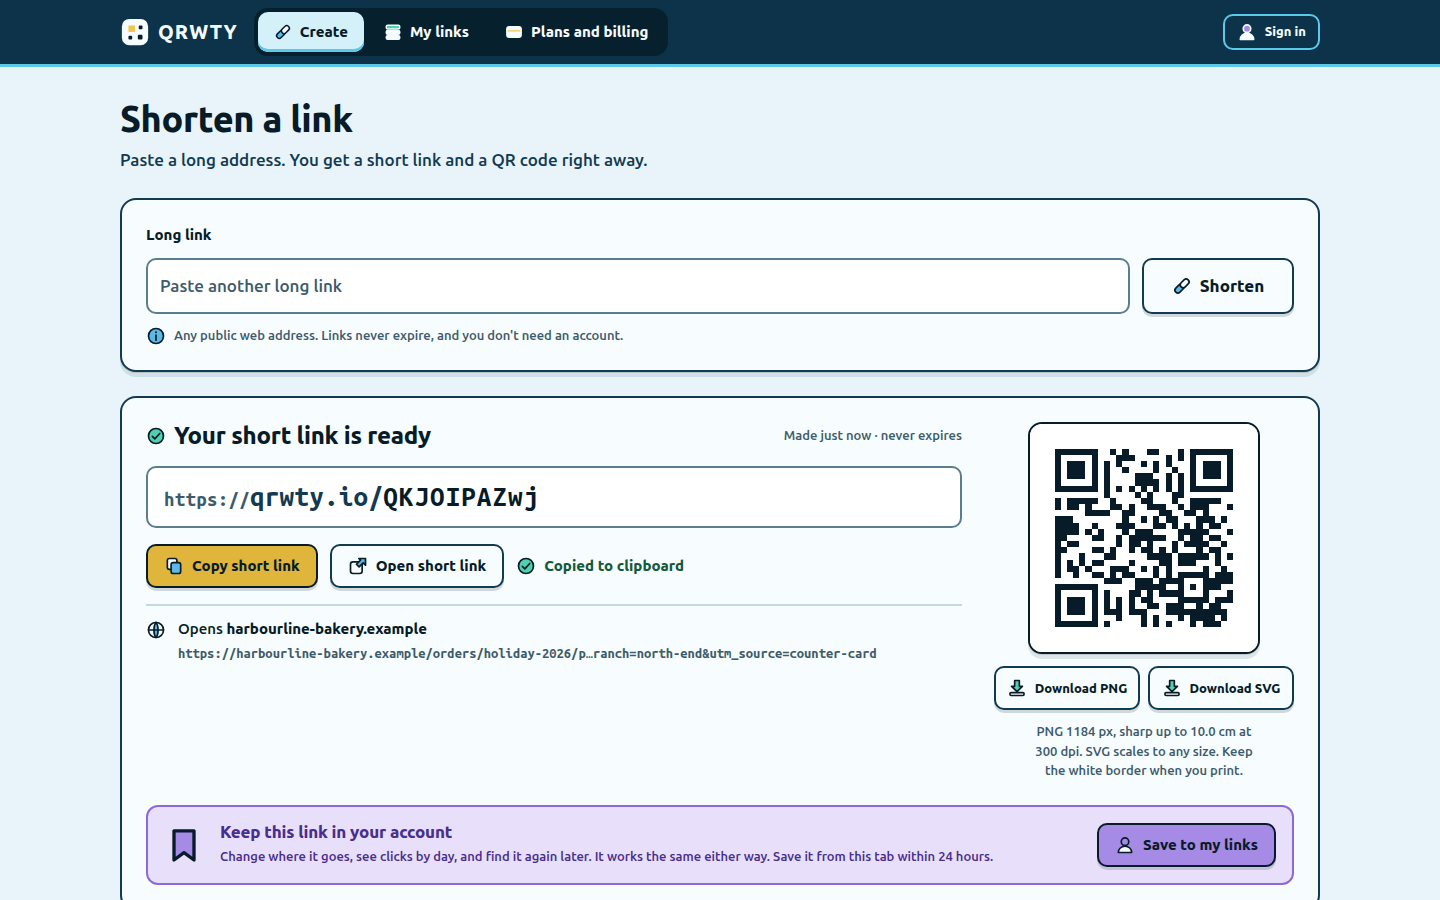 QRWTY
Create
My links
Plans and billing
Sign in
Shorten a link
Paste a long address. You get a short link and a QR code right away.
Long link
Paste another long link
Shorten
Any public web address. Links never expire, and you don't need an account.
Your short link is ready
Made just now · never expires
https://qrwty.io/QKJOIPAZwj
Copy short link
Open short link
Copied to clipboard
Opens harbourline-bakery.example
https://harbourline-bakery.example/orders/holiday-2026/p…ranch=north-end&utm_source=counter-card
Download PNG
Download SVG
PNG 1184 px, sharp up to 10.0 cm at
300 dpi. SVG scales to any size. Keep
the white border when you print.
Keep this link in your account
Change where it goes, see clicks by day, and find it again later. It works the same either way. Save it from this tab within 24 hours.
Save to my links